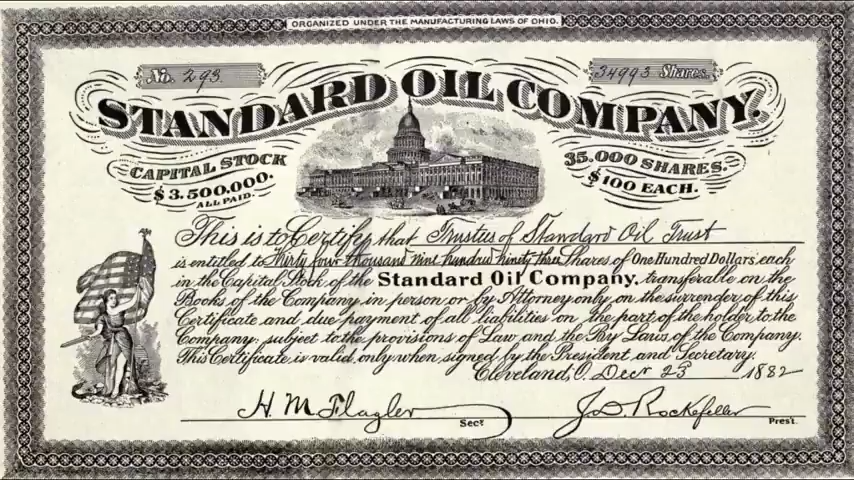 ORGANIZED UNDER THE MANUFACTURING LAWS OF OHIO.
No. 293
34993 Shares.
STANDARD OIL COMPANY.
CAPITAL STOCK
$3.500.000.
ALL PAID.
35.000 SHARES.
$100 EACH.
This is to Certify that Trustees of Standard Oil Trust
is entitled to Thirty four thousand nine hundred ninety three Shares of One Hundred Dollars each
in the Capital Stock of the Standard Oil Company, transferable on the
Books of the Company in person or by Attorney only on the surrender of this
Certificate and due payment of all liabilities on the part of the holder to the
Company: subject to the provisions of Law and the By Laws of the Company.
This Certificate is valid only when signed by the President and Secretary.
Cleveland, O. Decr 23 1882
H. M. Flagler Secy.
J. D. Rockefeller Pres't.